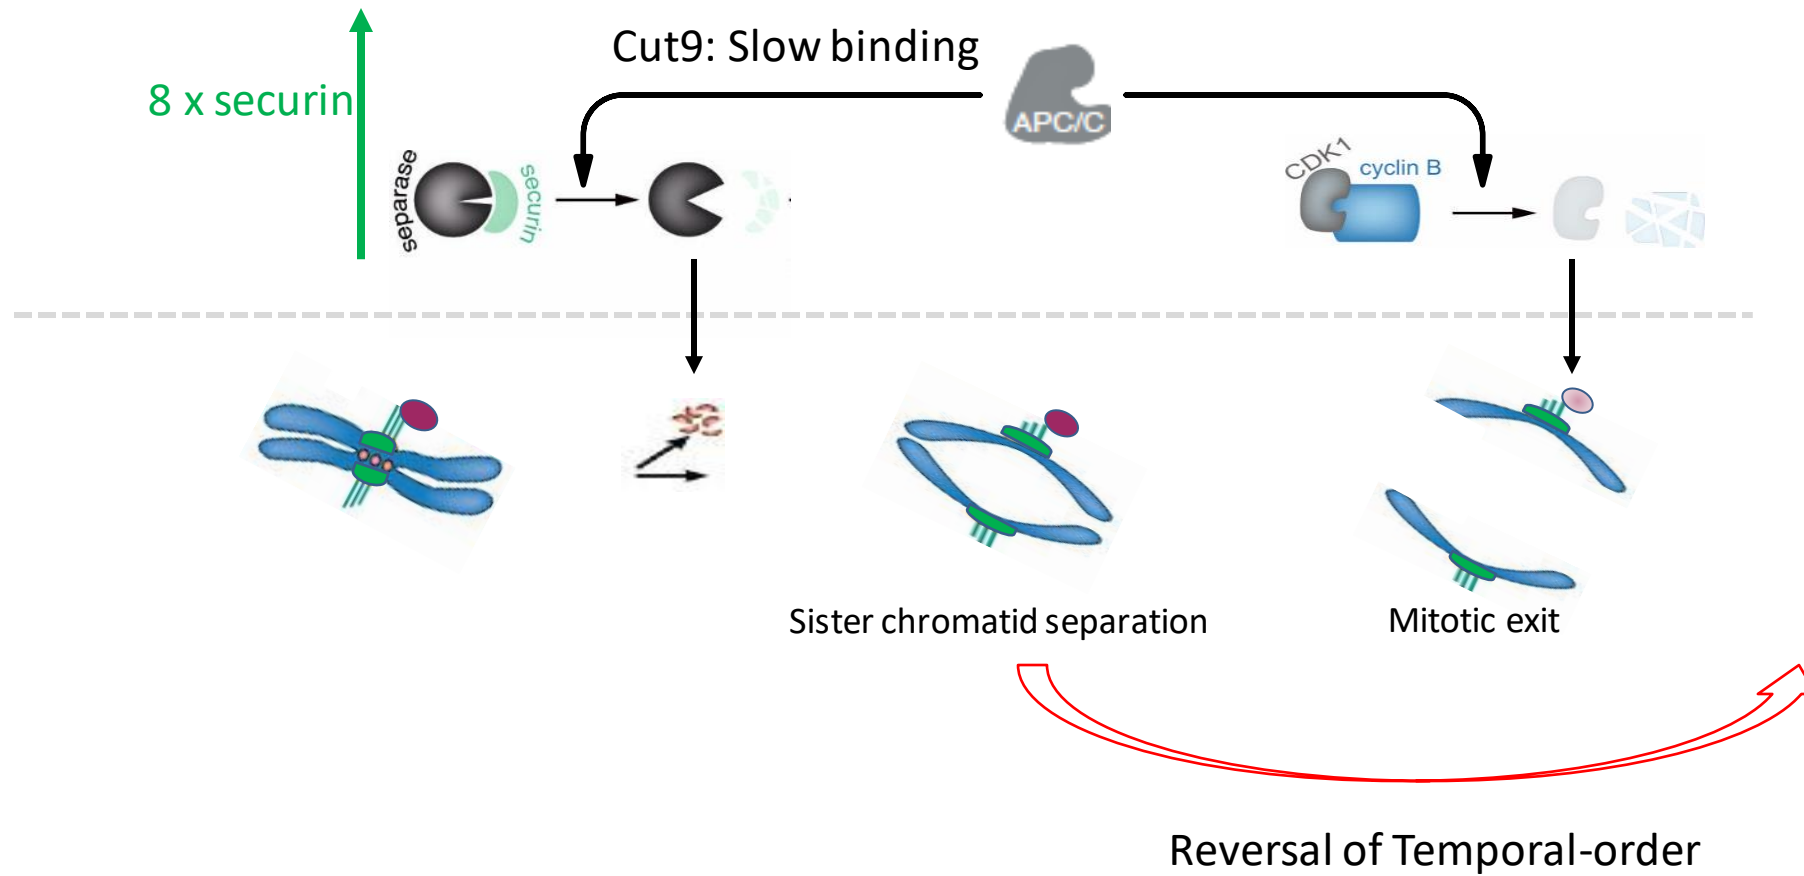 Cut9: Slow binding
8 x securin
APC/C
separase
securin
CDK1
cyclin B
Sister chromatid separation
Mitotic exit
Reversal of Temporal-order